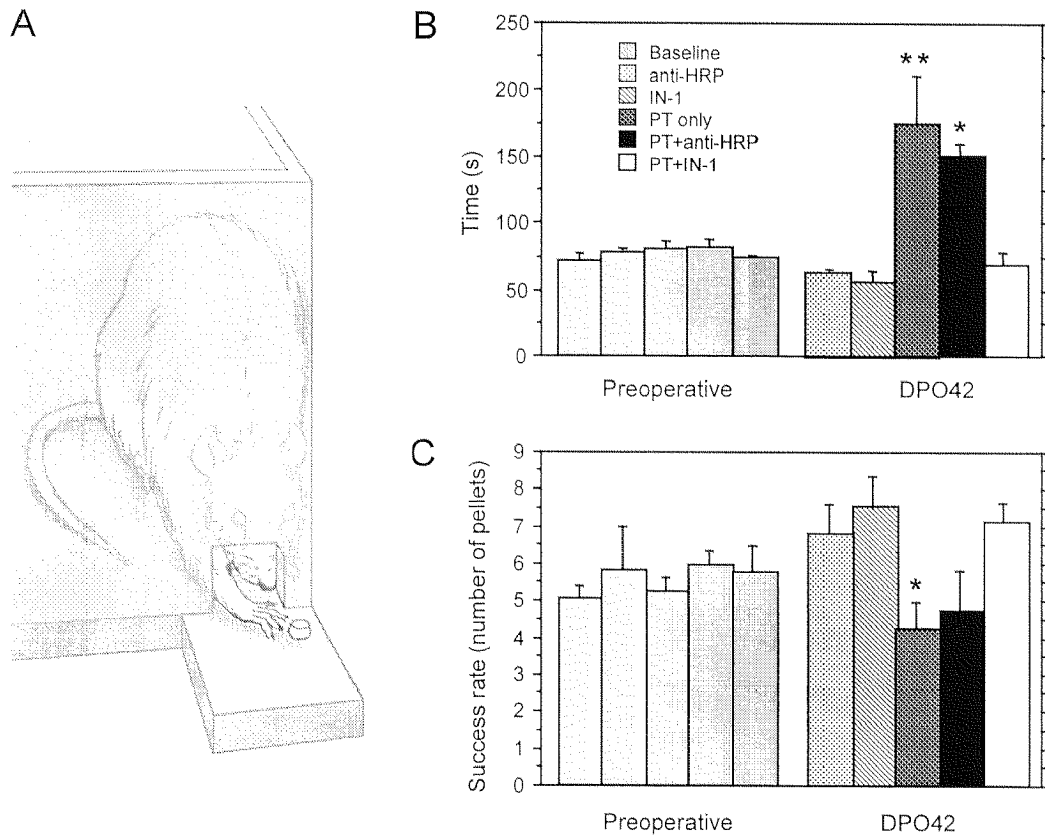 A
B
250
200
150
100
50
0
Time (s)
Baseline
anti-HRP
IN-1
PT only
PT+anti-HRP
PT+IN-1
**
*
Preoperative
DPO42
C
9
8
7
6
5
4
3
2
1
0
Success rate (number of pellets)
*
Preoperative
DPO42